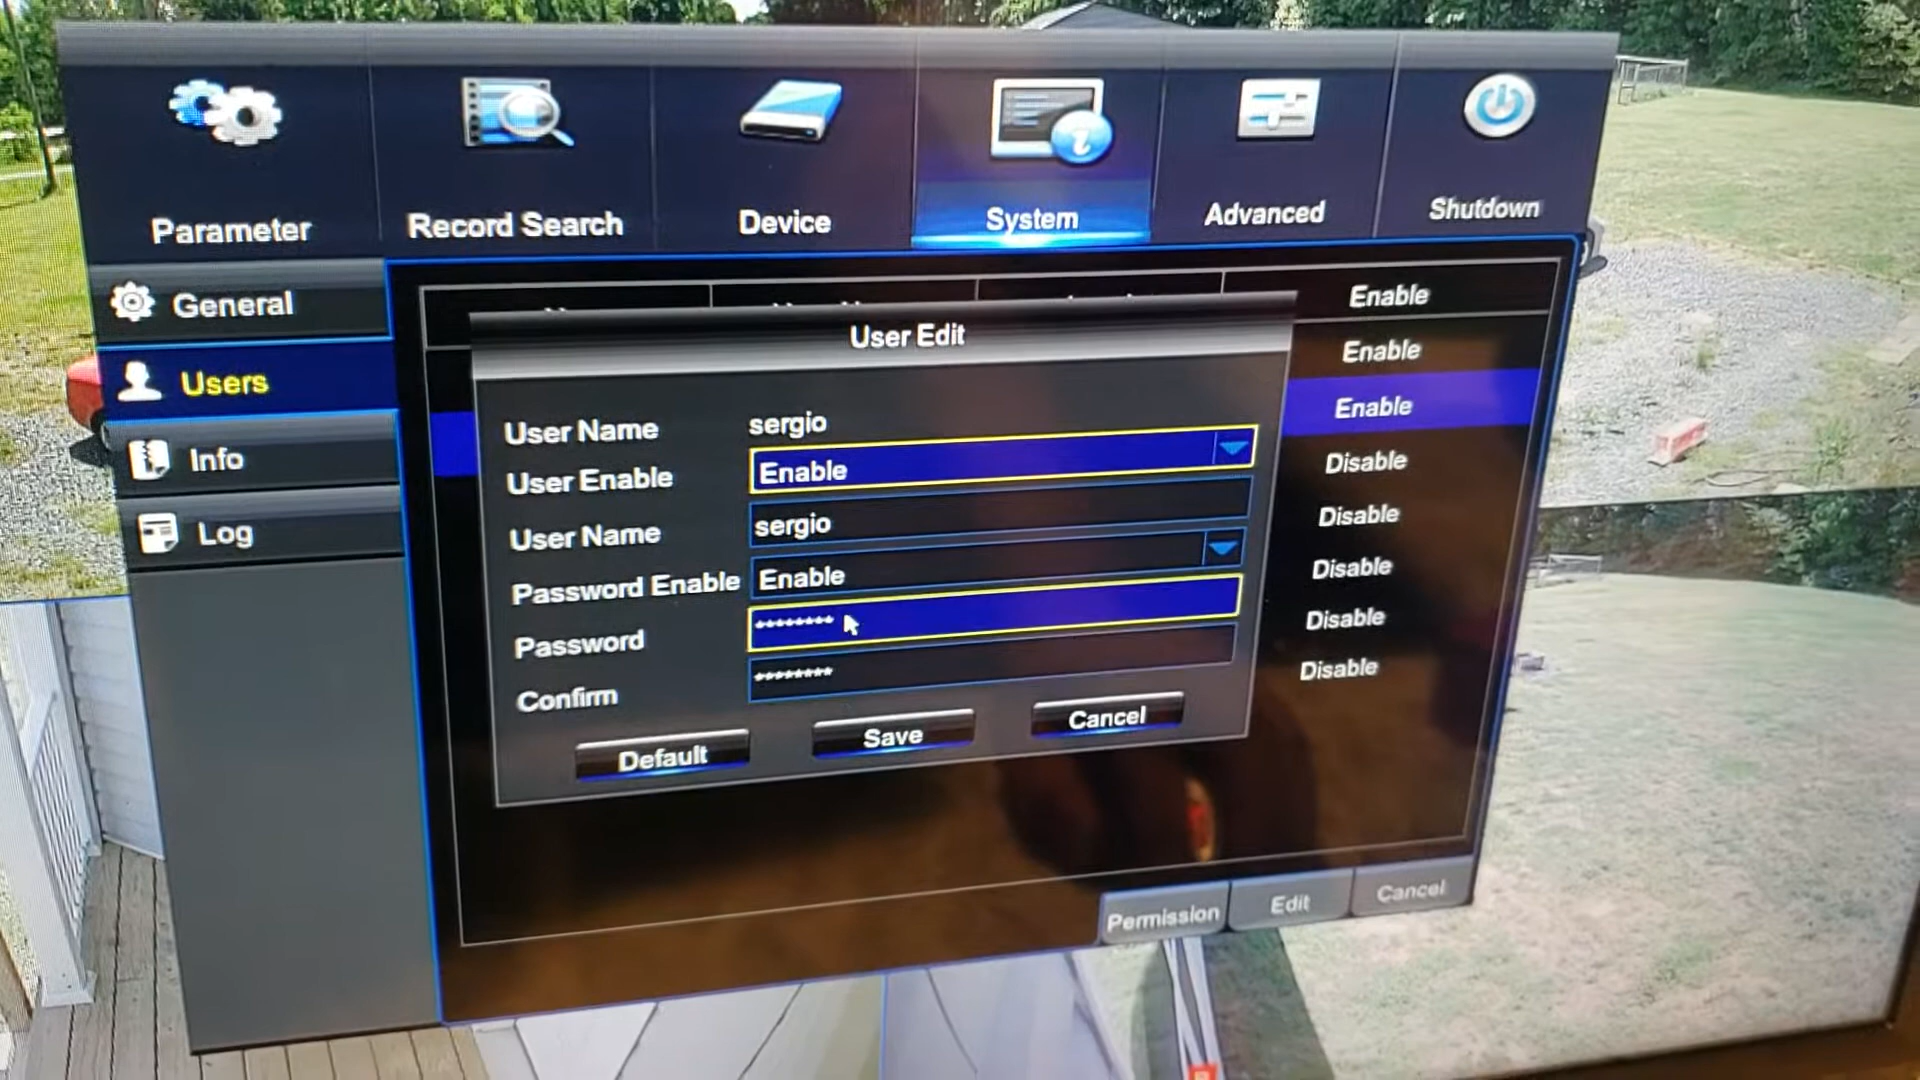 Parameter
Record Search
Device
System
Advanced
Shutdown
General
Users
Info
Log
Enable
Enable
Enable
Disable
Disable
Disable
Disable
Disable
User Edit
User Name sergio
User Enable Enable
User Name sergio
Password Enable Enable
Password ********
Confirm ********
Default Save Cancel
Permission Edit Cancel